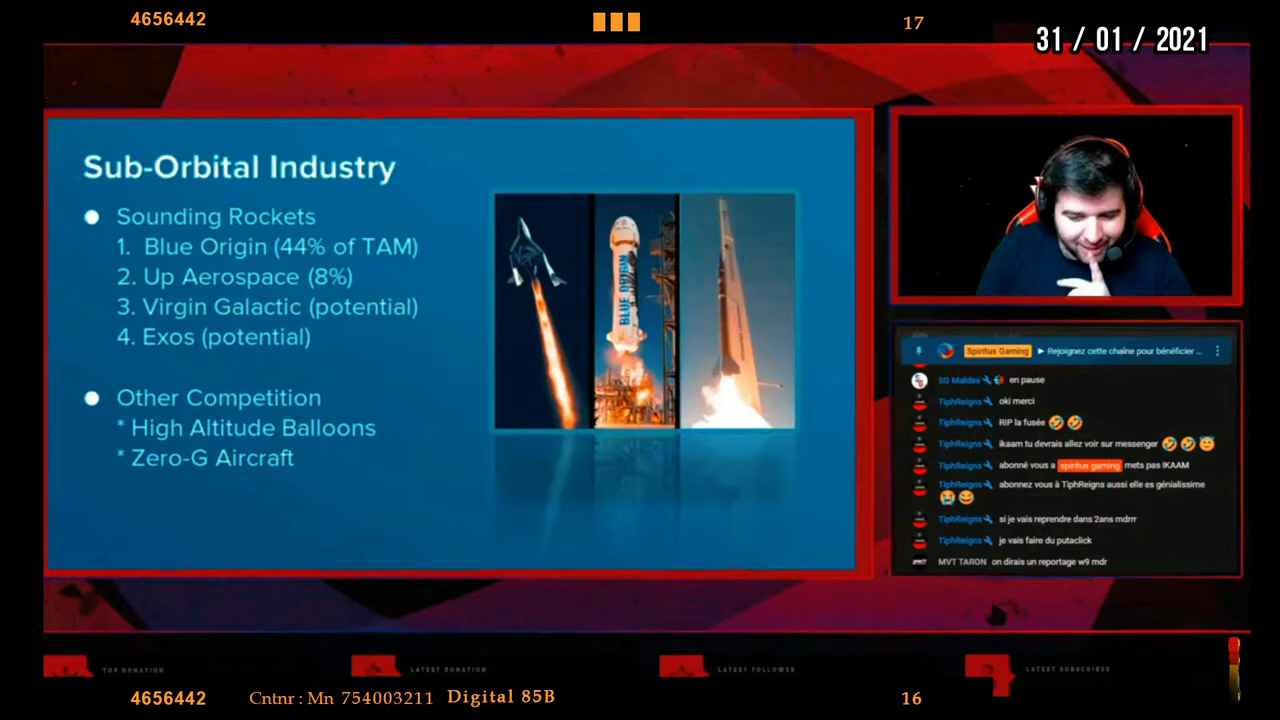 4656442
17
31 / 01 / 2021
Sub-Orbital Industry
Sounding Rockets
1. Blue Origin (44% of TAM)
2. Up Aerospace (8%)
3. Virgin Galactic (potential)
4. Exos (potential)
Other Competition
* High Altitude Balloons
* Zero-G Aircraft
BLUE ORIGIN
Spiritus Gaming ► Rejoignez cette chaîne pour bénéficier ...
SG Maldini en pause
TiphReigns oki merci
TiphReigns RIP la fusée 🤣 🤣
TiphReigns ikaam tu devrais allez voir sur messenger 🤣 🤣 😇
TiphReigns abonné vous a spiritus gaming mets pas IKAAM
TiphReigns abonnez vous à TiphReigns aussi elle es génialissime
😭 😄
TiphReigns si je vais reprendre dans 2ans mdrrr
TiphReigns je vais faire du putaclick
MVT TARON on dirais un reportage w9 mdr
TOP DONATION
LATEST DONATION
LATEST FOLLOWER
LATEST SUBSCRIBER
4656442
Cntnr : Mn 754003211 Digital 85B
16